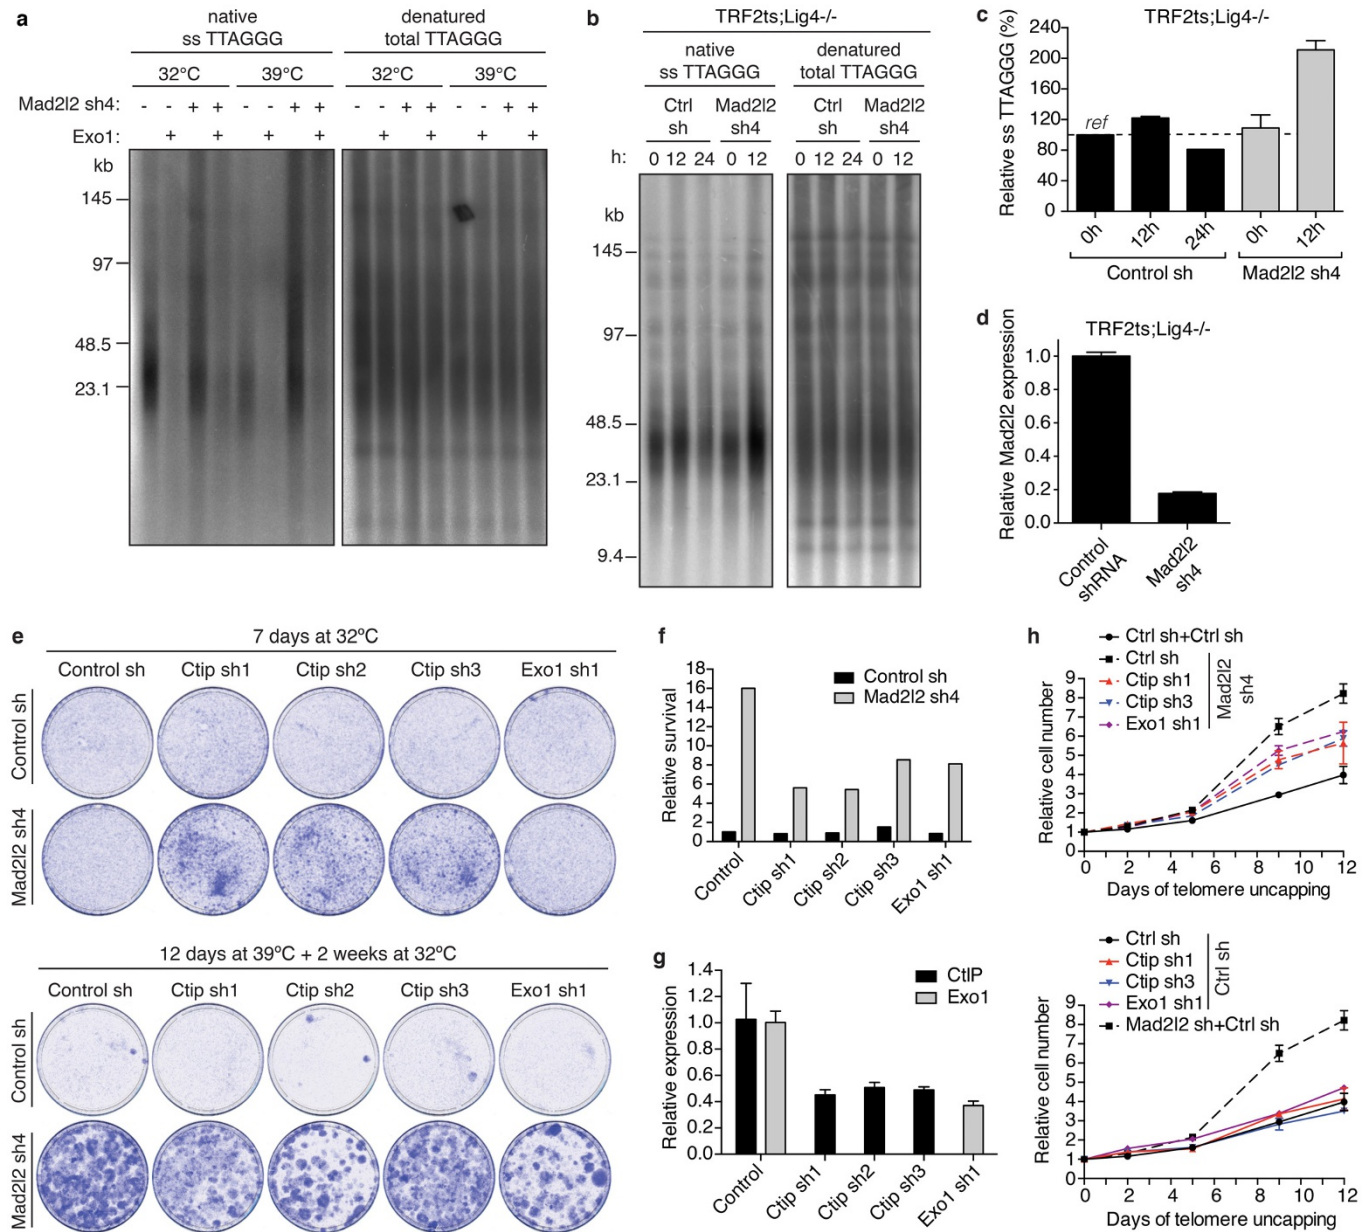 a
native
ss TTAGGG
denatured
total TTAGGG
32°C 39°C 32°C 39°C
Mad2l2 sh4: - - + + - - + + - - + + - - + +
Exo1: + + + + + + + +
kb
145
97
48.5
23.1
b
TRF2ts;Lig4-/-
native
ss TTAGGG
denatured
total TTAGGG
Ctrl
sh
Mad2l2
sh4
Ctrl
sh
Mad2l2
sh4
h: 0 12 24 0 12 0 12 24 0 12
kb
145
97
48.5
23.1
9.4
c
TRF2ts;Lig4-/-
Relative ss TTAGGG (%)
240
200
160
120
80
40
0
ref
0h 12h 24h 0h 12h
Control sh Mad2l2 sh4
d
TRF2ts;Lig4-/-
Relative Mad2l2 expression
1.0
0.8
0.6
0.4
0.2
0.0
Control
shRNA
Mad2l2
sh4
e
7 days at 32ºC
Control sh Ctip sh1 Ctip sh2 Ctip sh3 Exo1 sh1
Control sh
Mad2l2 sh4
12 days at 39ºC + 2 weeks at 32ºC
Control sh Ctip sh1 Ctip sh2 Ctip sh3 Exo1 sh1
Control sh
Mad2l2 sh4
f
Relative survival
18
16
14
12
10
8
6
4
2
0
Control sh
Mad2l2 sh4
Control Ctip sh1 Ctip sh2 Ctip sh3 Exo1 sh1
g
Relative expression
1.4
1.2
1.0
0.8
0.6
0.4
0.2
0.0
CtIP
Exo1
Control Ctip sh1 Ctip sh2 Ctip sh3 Exo1 sh1
h
Ctrl sh+Ctrl sh
Ctrl sh
Ctip sh1
Ctip sh3
Exo1 sh1
Mad2l2
sh4
Relative cell number
9
8
7
6
5
4
3
2
1
0
0 2 4 6 8 10 12
Days of telomere uncapping
Ctrl sh
Ctip sh1
Ctip sh3
Exo1 sh1
Ctrl sh
Mad2l2 sh+Ctrl sh
Relative cell number
9
8
7
6
5
4
3
2
1
0
0 2 4 6 8 10 12
Days of telomere uncapping